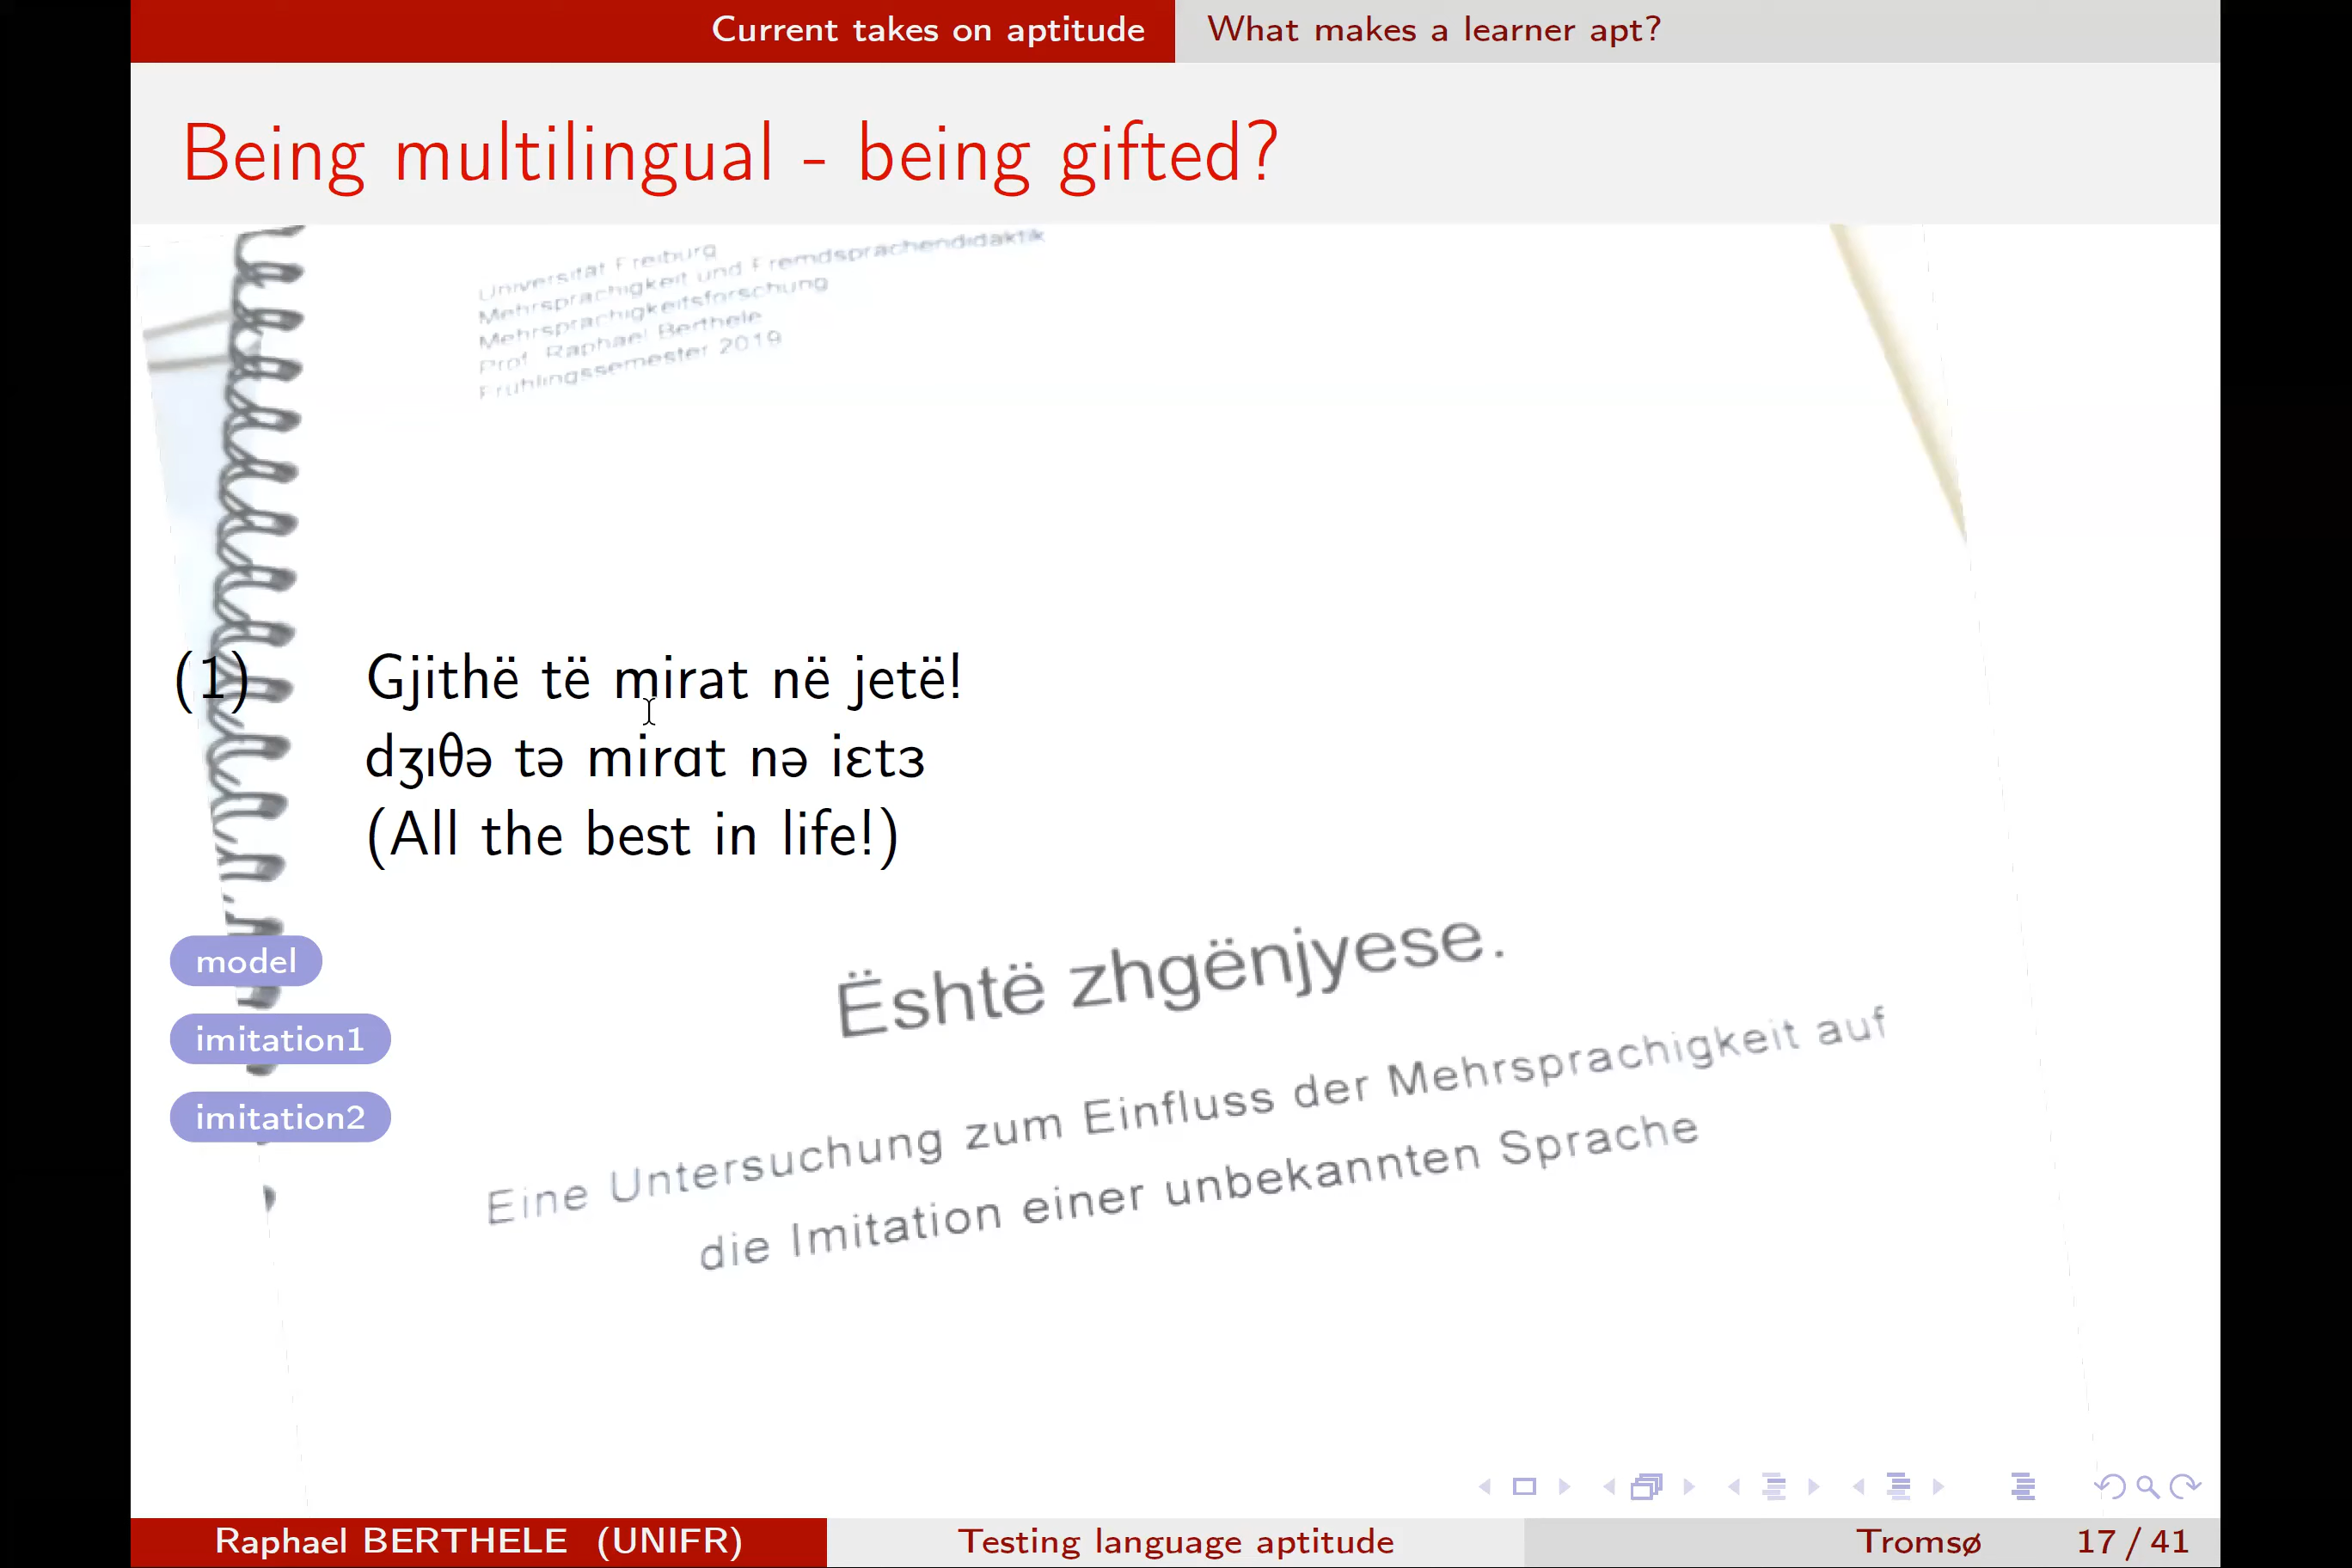 Current takes on aptitude What makes a learner apt?
Being multilingual - being gifted?
Universität Freiburg
Mehrsprachigkeit und Fremdsprachendidaktik
Mehrsprachigkeitsforschung
Prof. Raphael Berthele
Frühlingssemester 2019
(1) Gjithë të mirat në jetë!
dʒɪθə tə mirɑt nə iɛtɜ
(All the best in life!)
model
imitation1
imitation2
Është zhgënjyese.
Eine Untersuchung zum Einfluss der Mehrsprachigkeit auf
die Imitation einer unbekannten Sprache
Raphael BERTHELE (UNIFR) Testing language aptitude Tromsø 17 / 41